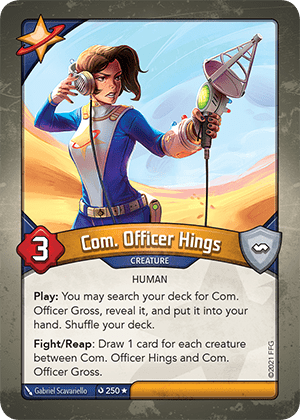 Com. Officer Hings
3
CREATURE
HUMAN
Play: You may search your deck for Com.
Officer Gross, reveal it, and put it into your
hand. Shuffle your deck.
Fight/Reap: Draw 1 card for each creature
between Com. Officer Hings and Com.
Officer Gross.
Gabriel Scavariello
250
©2021 FFG